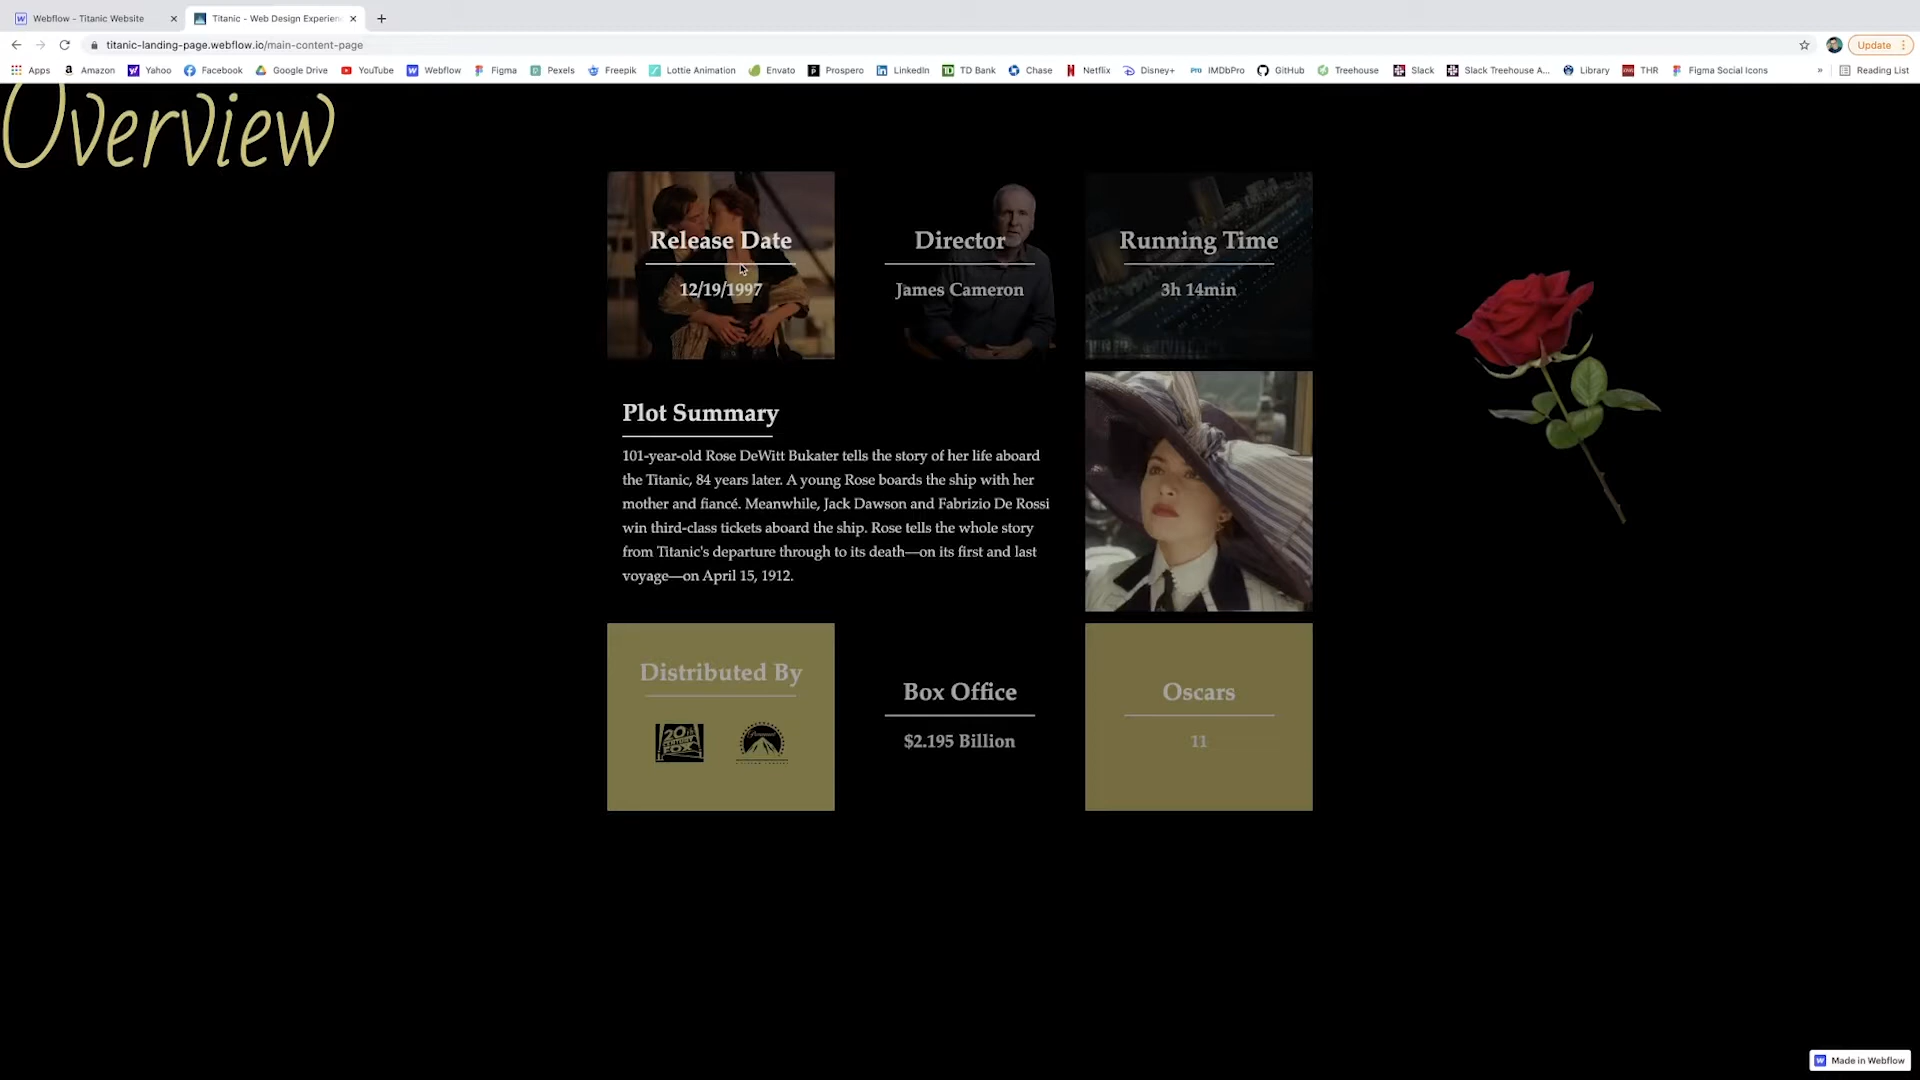 Webflow - Titanic Website
Titanic - Web Design Experien
titanic-landing-page.webflow.io/main-content-page
Update
Apps
Amazon
Yahoo
Facebook
Google Drive
YouTube
Webflow
Figma
Pexels
Freepik
Lottie Animation
Envato
Prospero
LinkedIn
TD Bank
Chase
Netflix
Disney+
IMDbPro
GitHub
Treehouse
Slack
Slack Treehouse A...
Library
THR
Figma Social Icons
»
Reading List
Overview
Release Date
12/19/1997
Director
James Cameron
Running Time
3h 14min
Plot Summary
101-year-old Rose DeWitt Bukater tells the story of her life aboard
the Titanic, 84 years later. A young Rose boards the ship with her
mother and fiancé. Meanwhile, Jack Dawson and Fabrizio De Rossi
win third-class tickets aboard the ship. Rose tells the whole story
from Titanic's departure through to its death—on its first and last
voyage—on April 15, 1912.
Distributed By
20th
CENTURY
FOX
Paramount
Box Office
$2.195 Billion
Oscars
11
Made in Webflow